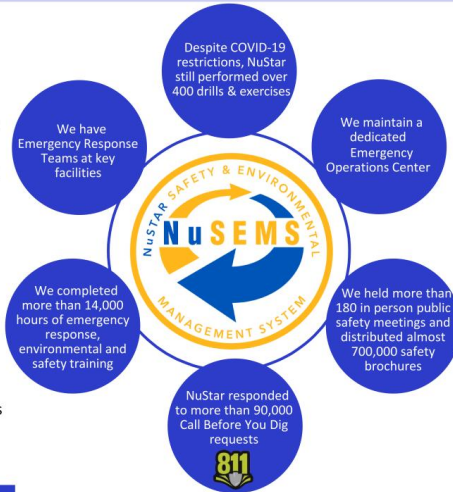 Despite COVID-19
restrictions, NuStar
still performed over
400 drills & exercises
We maintain a
dedicated
Emergency
Operations Center
We held more than
180 in person public
safety meetings and
distributed almost
700,000 safety
brochures
NuStar responded
to more than 90,000
Call Before You Dig
requests
811
We completed
more than 14,000
hours of emergency
response,
environmental and
safety training
We have
Emergency Response
Teams at key
facilities
NuSTAR SAFETY & ENVIRONMENTAL
NuSEMS
MANAGEMENT SYSTEM
s